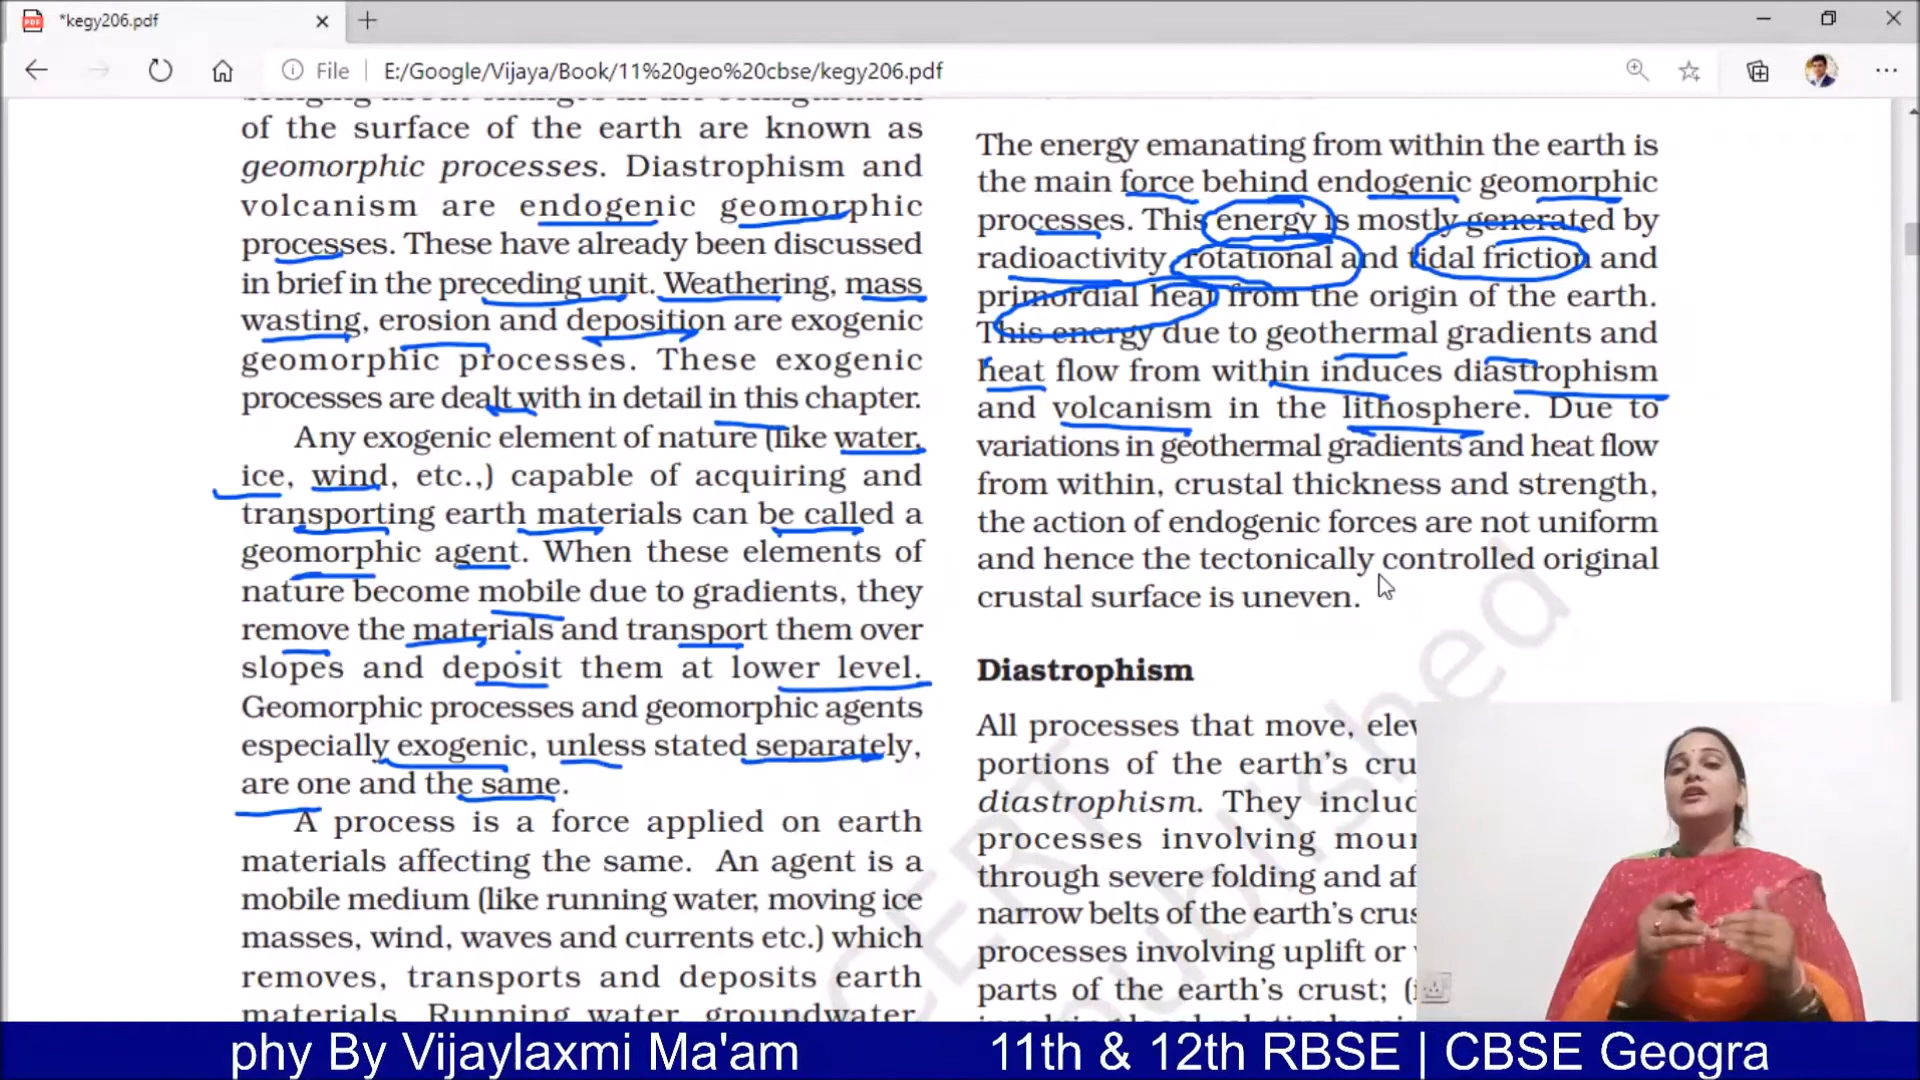 *kegy206.pdf
File E:/Google/Vijaya/Book/11%20geo%20cbse/kegy206.pdf
bringing about changes in the configuration
of the surface of the earth are known as
geomorphic processes. Diastrophism and
volcanism are endogenic geomorphic
processes. These have already been discussed
in brief in the preceding unit. Weathering, mass
wasting, erosion and deposition are exogenic
geomorphic processes. These exogenic
processes are dealt with in detail in this chapter.
Any exogenic element of nature (like water,
ice, wind, etc.,) capable of acquiring and
transporting earth materials can be called a
geomorphic agent. When these elements of
nature become mobile due to gradients, they
remove the materials and transport them over
slopes and deposit them at lower level.
Geomorphic processes and geomorphic agents
especially exogenic, unless stated separately,
are one and the same.
A process is a force applied on earth
materials affecting the same. An agent is a
mobile medium (like running water, moving ice
masses, wind, waves and currents etc.) which
removes, transports and deposits earth
materials. Running water, groundwater,
The energy emanating from within the earth is
the main force behind endogenic geomorphic
processes. This energy is mostly generated by
radioactivity, rotational and tidal friction and
primordial heat from the origin of the earth.
This energy due to geothermal gradients and
heat flow from within induces diastrophism
and volcanism in the lithosphere. Due to
variations in geothermal gradients and heat flow
from within, crustal thickness and strength,
the action of endogenic forces are not uniform
and hence the tectonically controlled original
crustal surface is uneven.
Diastrophism
All processes that move, elev
portions of the earth's cru
diastrophism. They includ
processes involving moun
through severe folding and af
narrow belts of the earth's crus
processes involving uplift or
parts of the earth's crust; (
CERT
published
phy By Vijaylaxmi Ma'am 11th & 12th RBSE | CBSE Geogra